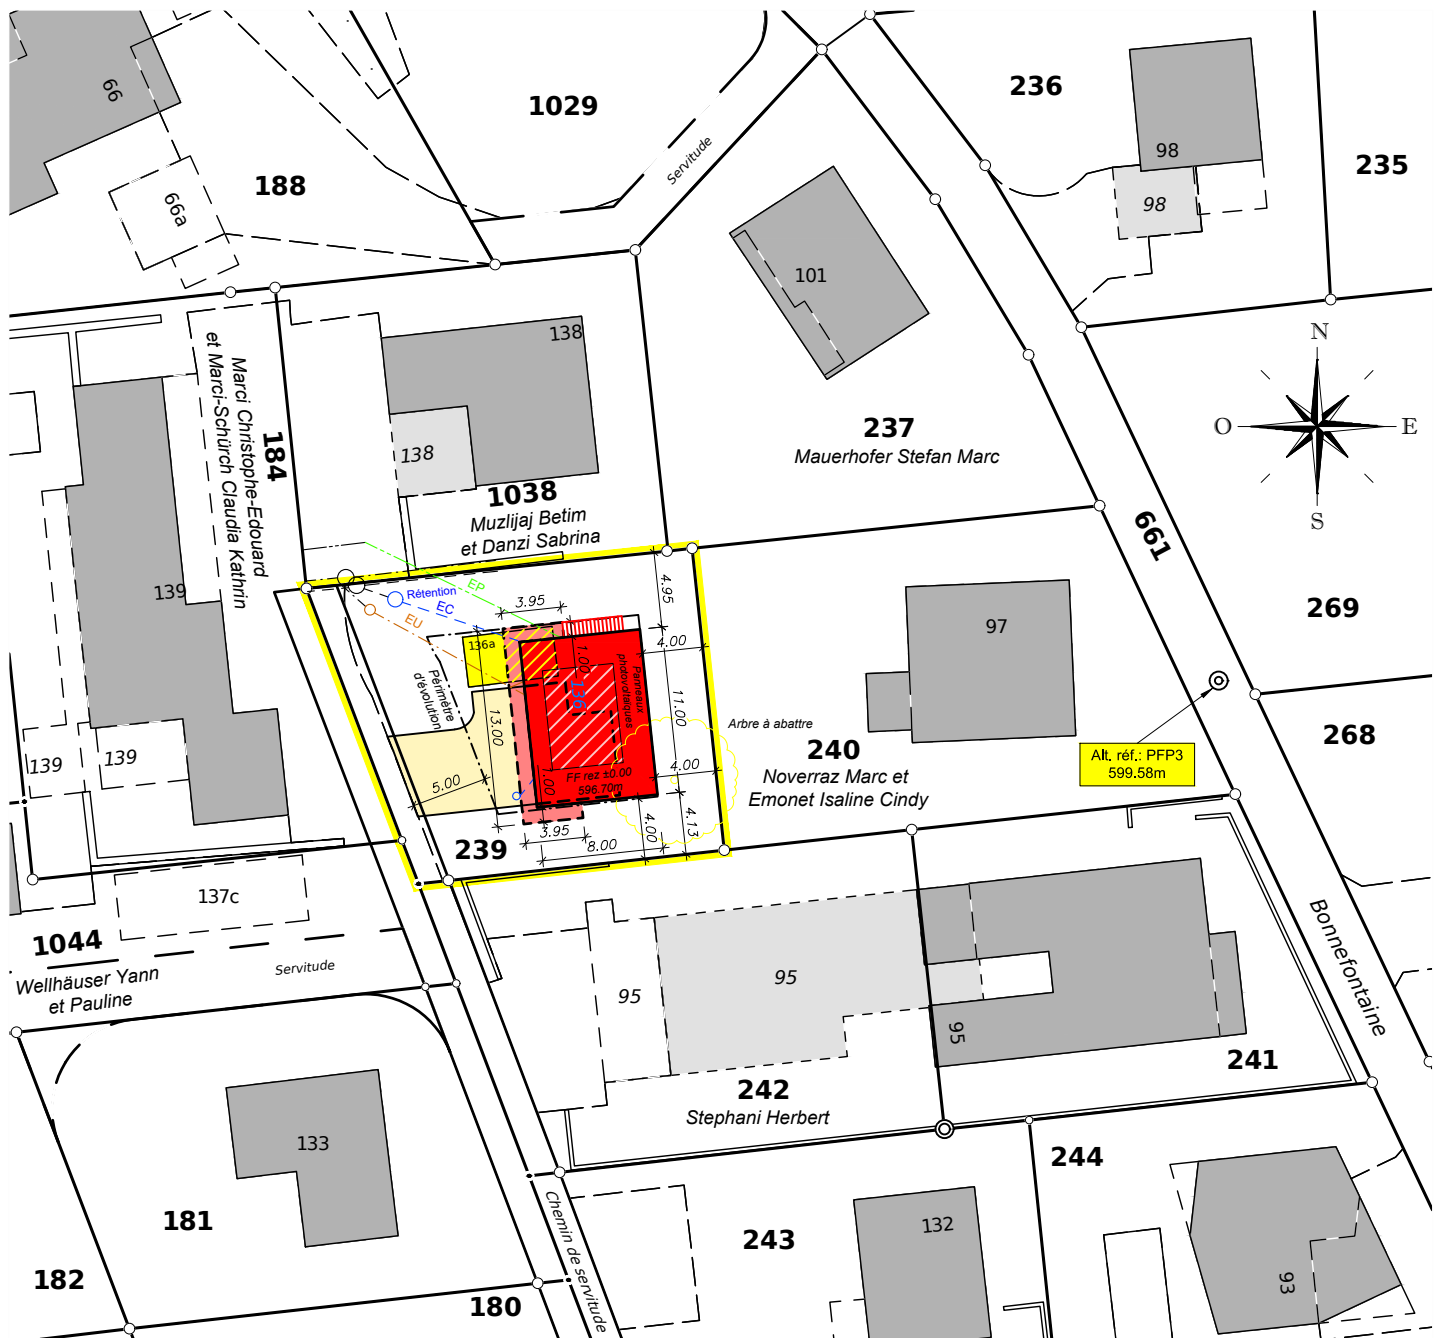 66
1029
236
98
235
188
66a
Servitude
98
101
138
N
O
E
S
Marci Christophe-Edouard
et Marci-Schürch Claudia Kathrin
184
138
237
Mauerhofer Stefan Marc
1038
Muzlijaj Betim
et Danzi Sabrina
661
139
EP
Rétention
EC
EU
3.95
4.95
4.00
269
97
136a
1.00
136
Panneaux
photovoltaïques
Périmètre
d'évolution
13.00
11.00
Arbre à abattre
240
Noverraz Marc et
Emonet Isaline Cindy
268
Alt. réf.: PFP3
599.58m
139
139
5.00
FF rez ±0.00
596.70m
1.00
4.00
4.13
4.00
3.95
8.00
239
137c
1044
Wellhäuser Yann
et Pauline
Servitude
95
95
95
Bonnefontaine
241
242
Stephani Herbert
133
244
181
Chemin de servitude
243
132
182
180
93